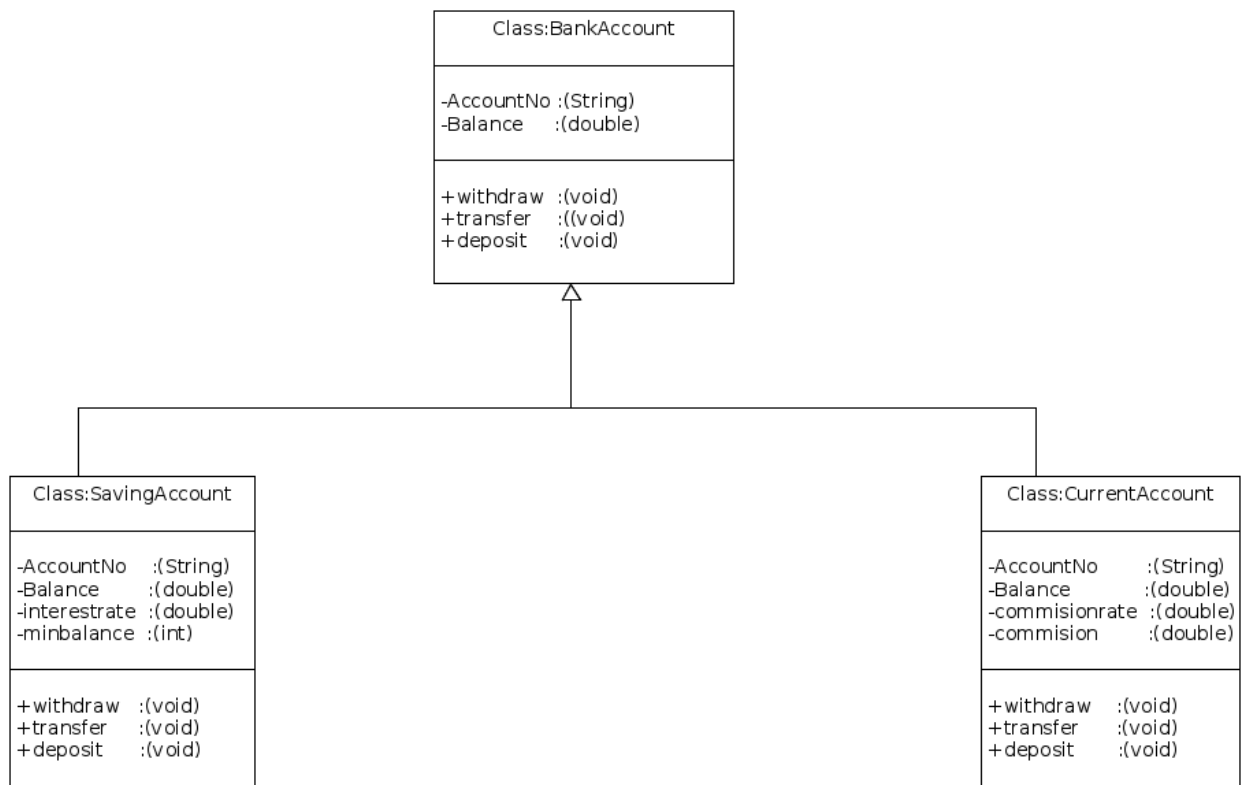 Class:BankAccount
-AccountNo :(String)
-Balance :(double)
+withdraw :(void)
+transfer :((void)
+deposit :(void)
Class:SavingAccount
-AccountNo :(String)
-Balance :(double)
-interestrate :(double)
-minbalance :(int)
+withdraw :(void)
+transfer :(void)
+deposit :(void)
Class:CurrentAccount
-AccountNo :(String)
-Balance :(double)
-commisionrate :(double)
-commision :(double)
+withdraw :(void)
+transfer :(void)
+deposit :(void)